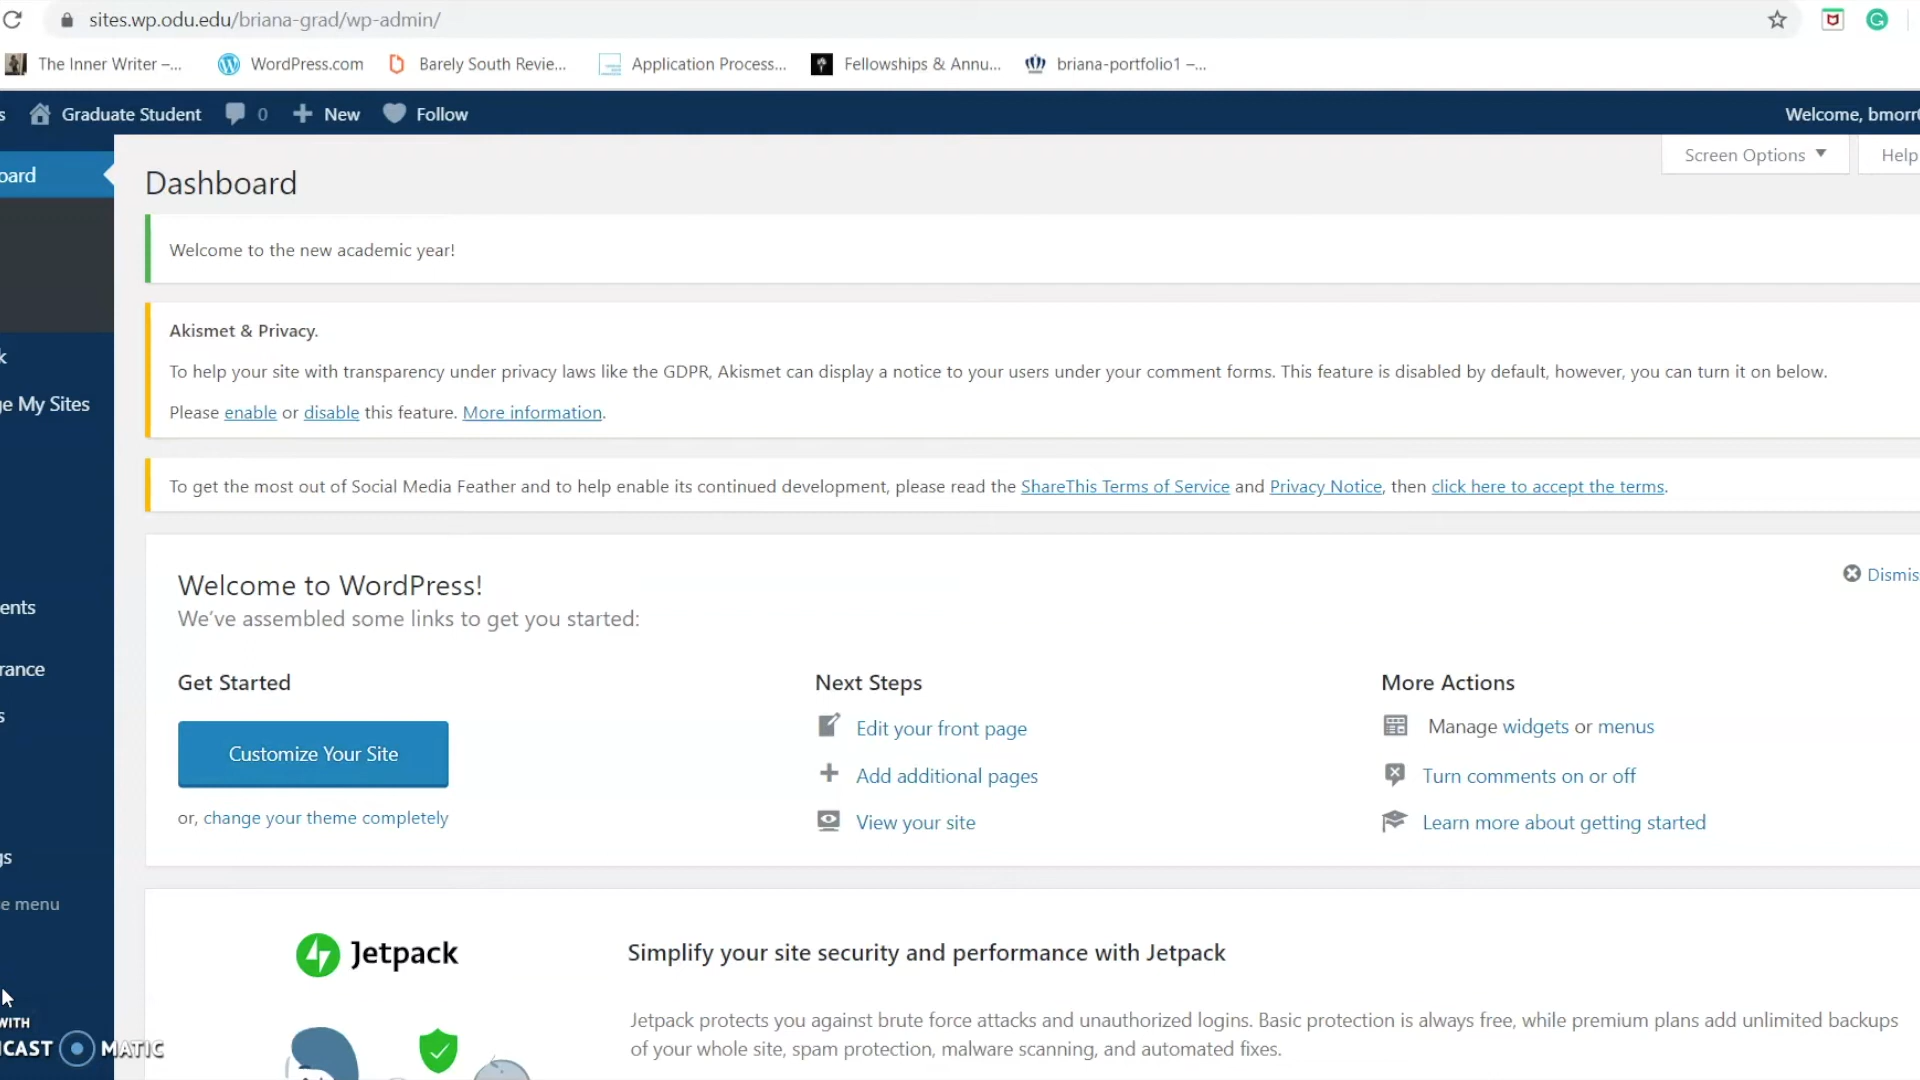 sites.wp.odu.edu/briana-grad/wp-admin/
The Inner Writer –... WordPress.com Barely South Revie... Application Process... Fellowships & Annu... briana-portfolio1 –...
s Graduate Student 0 New Follow Welcome, bmorr
Screen Options Help
oard
Dashboard
Welcome to the new academic year!
Akismet & Privacy.
k
To help your site with transparency under privacy laws like the GDPR, Akismet can display a notice to your users under your comment forms. This feature is disabled by default, however, you can turn it on below.
ge My Sites
Please enable or disable this feature. More information.
To get the most out of Social Media Feather and to help enable its continued development, please read the ShareThis Terms of Service and Privacy Notice, then click here to accept the terms.
Welcome to WordPress!
Dismis
We've assembled some links to get you started:
ents
rance
s
gs
e menu
Get Started
Customize Your Site
or, change your theme completely
Next Steps
Edit your front page
Add additional pages
View your site
More Actions
Manage widgets or menus
Turn comments on or off
Learn more about getting started
Jetpack
Simplify your site security and performance with Jetpack
Jetpack protects you against brute force attacks and unauthorized logins. Basic protection is always free, while premium plans add unlimited backups
of your whole site, spam protection, malware scanning, and automated fixes.
WITH
CAST MATIC